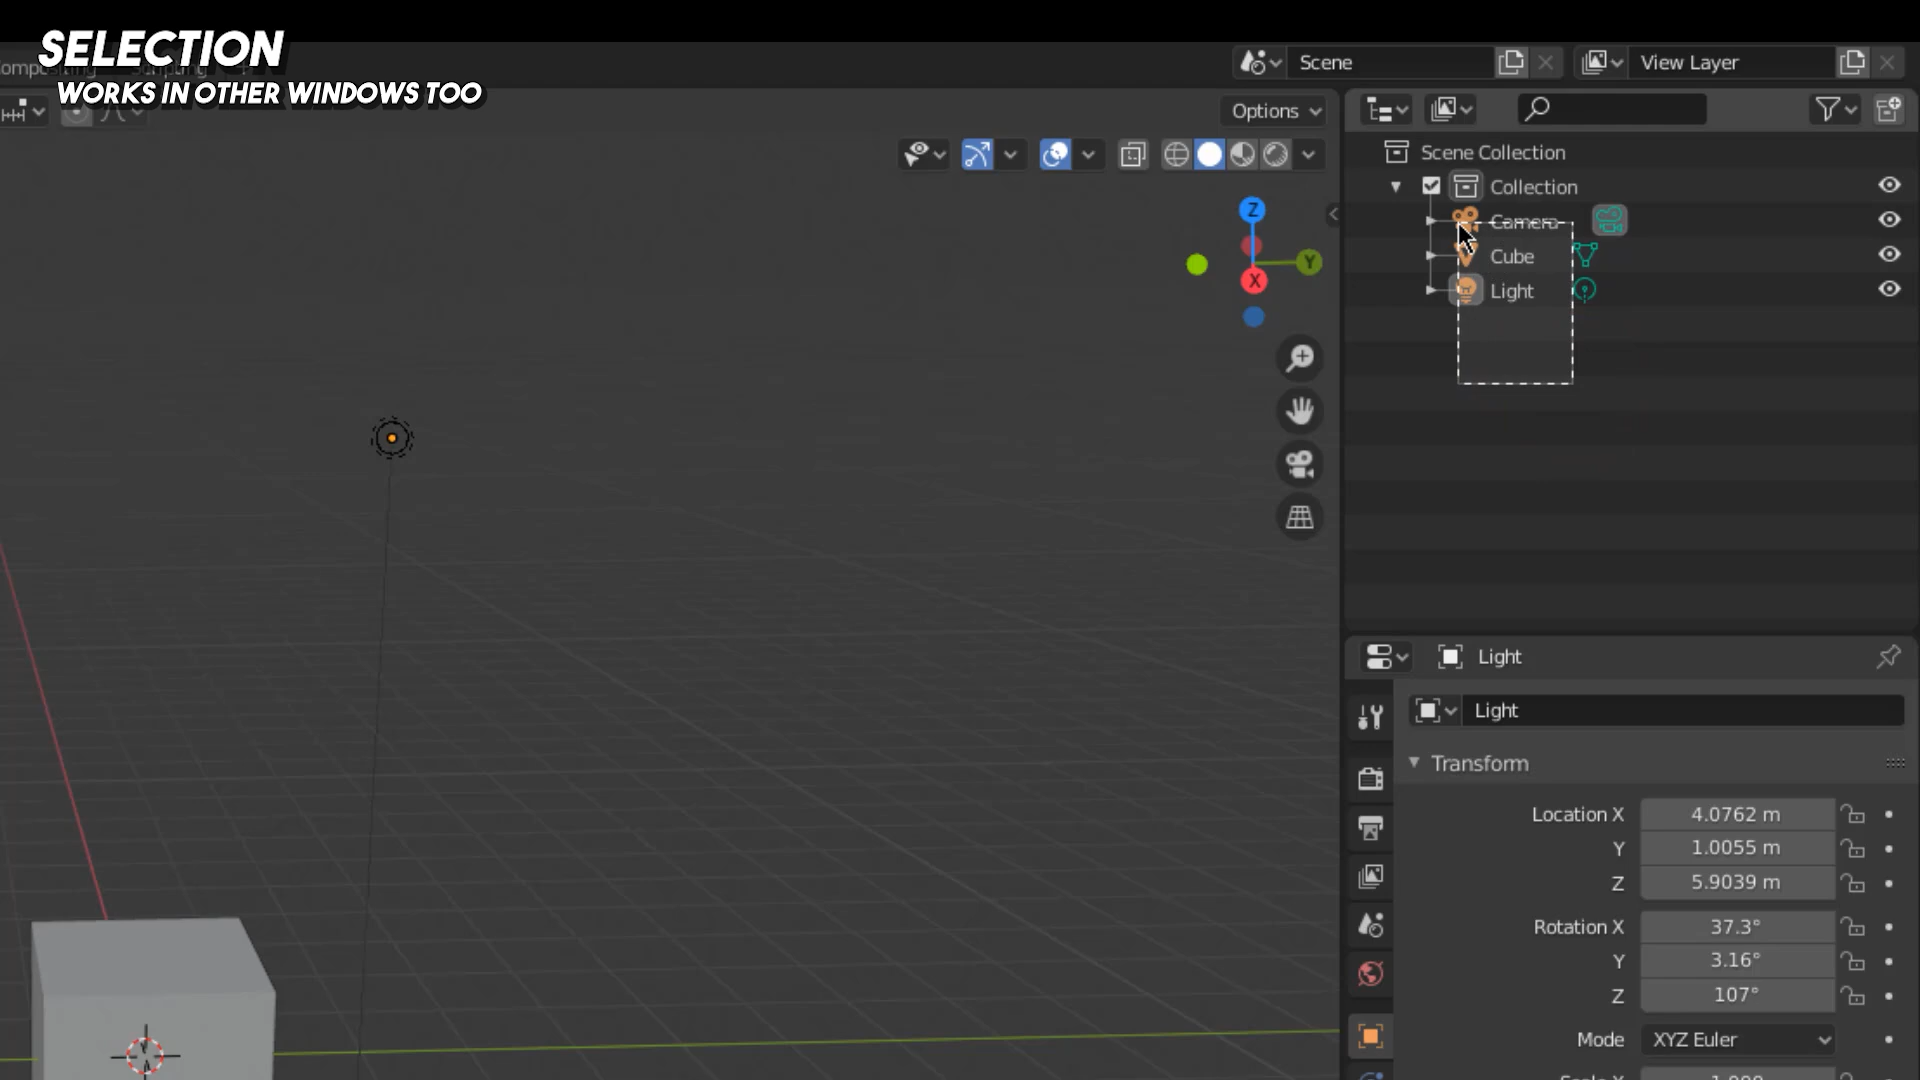 SELECTION
WORKS IN OTHER WINDOWS TOO
Scene
View Layer
Options
Scene Collection
Collection
Camera
Cube
Light
Z
Y
X
Light
Light
Transform
Location X 4.0762 m
Y 1.0055 m
Z 5.9039 m
Rotation X 37.3°
Y 3.16°
Z 107°
Mode XYZ Euler